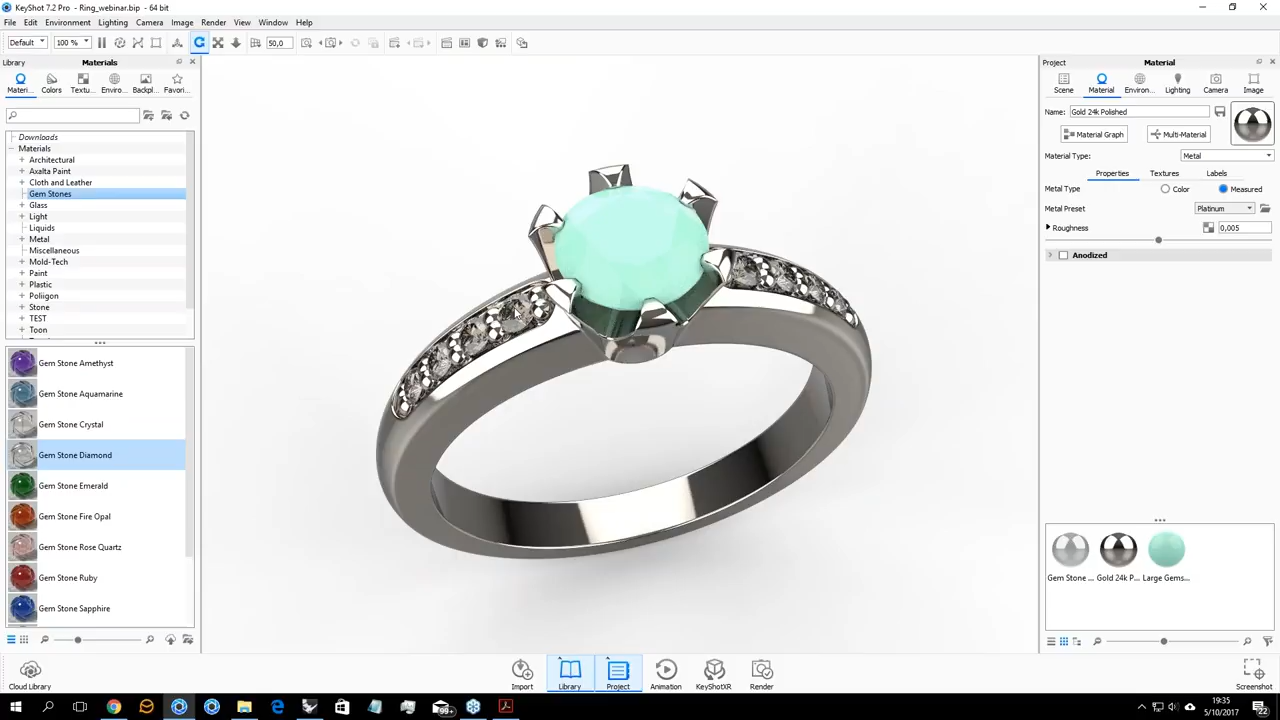 KeyShot 7.2 Pro - Ring_webinar.bip - 64 bit
File Edit Environment Lighting Camera Image Render View Window Help
Default 100 % 50,0
Library Materials
Materi... Colors Textu... Enviro... Backpl... Favori...
Downloads
Materials
Architectural
Axalta Paint
Cloth and Leather
Gem Stones
Glass
Light
Liquids
Metal
Miscellaneous
Mold-Tech
Paint
Plastic
Poliigon
Stone
TEST
Toon
Gem Stone Amethyst
Gem Stone Aquamarine
Gem Stone Crystal
Gem Stone Diamond
Gem Stone Emerald
Gem Stone Fire Opal
Gem Stone Rose Quartz
Gem Stone Ruby
Gem Stone Sapphire
Project Material
Scene Material Environ... Lighting Camera Image
Name: Gold 24k Polished
Material Graph Multi-Material
Material Type: Metal
Properties Textures Labels
Metal Type Color Measured
Metal Preset Platinum
Roughness 0,005
Anodized
Gem Stone ... Gold 24k P... Large Gems...
Cloud Library Import Library Project Animation KeyShotXR Render Screenshot
99+
19:35
5/10/2017
22